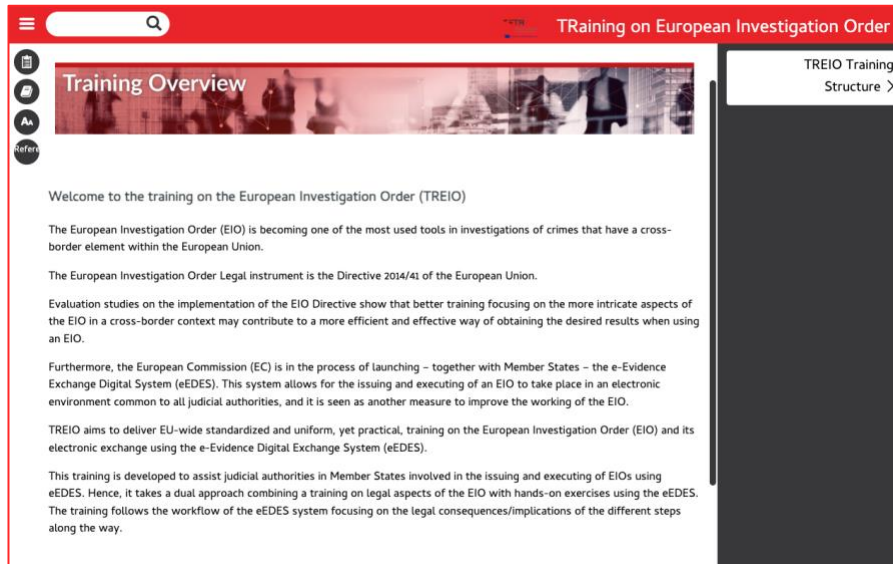 TRaining on European Investigation Order
TREIO Training
Structure
Training Overview
AA
Refere
Welcome to the training on the European Investigation Order (TREIO)
The European Investigation Order (EIO) is becoming one of the most used tools in investigations of crimes that have a cross-
border element within the European Union.
The European Investigation Order Legal instrument is the Directive 2014/41 of the European Union.
Evaluation studies on the implementation of the EIO Directive show that better training focusing on the more intricate aspects of
the EIO in a cross-border context may contribute to a more efficient and effective way of obtaining the desired results when using
an EIO.
Furthermore, the European Commission (EC) is in the process of launching – together with Member States – the e-Evidence
Exchange Digital System (eEDES). This system allows for the issuing and executing of an EIO to take place in an electronic
environment common to all judicial authorities, and it is seen as another measure to improve the working of the EIO.
TREIO aims to deliver EU-wide standardized and uniform, yet practical, training on the European Investigation Order (EIO) and its
electronic exchange using the e-Evidence Digital Exchange System (eEDES).
This training is developed to assist judicial authorities in Member States involved in the issuing and executing of EIOs using
eEDES. Hence, it takes a dual approach combining a training on legal aspects of the EIO with hands-on exercises using the eEDES.
The training follows the workflow of the eEDES system focusing on the legal consequences/implications of the different steps
along the way.